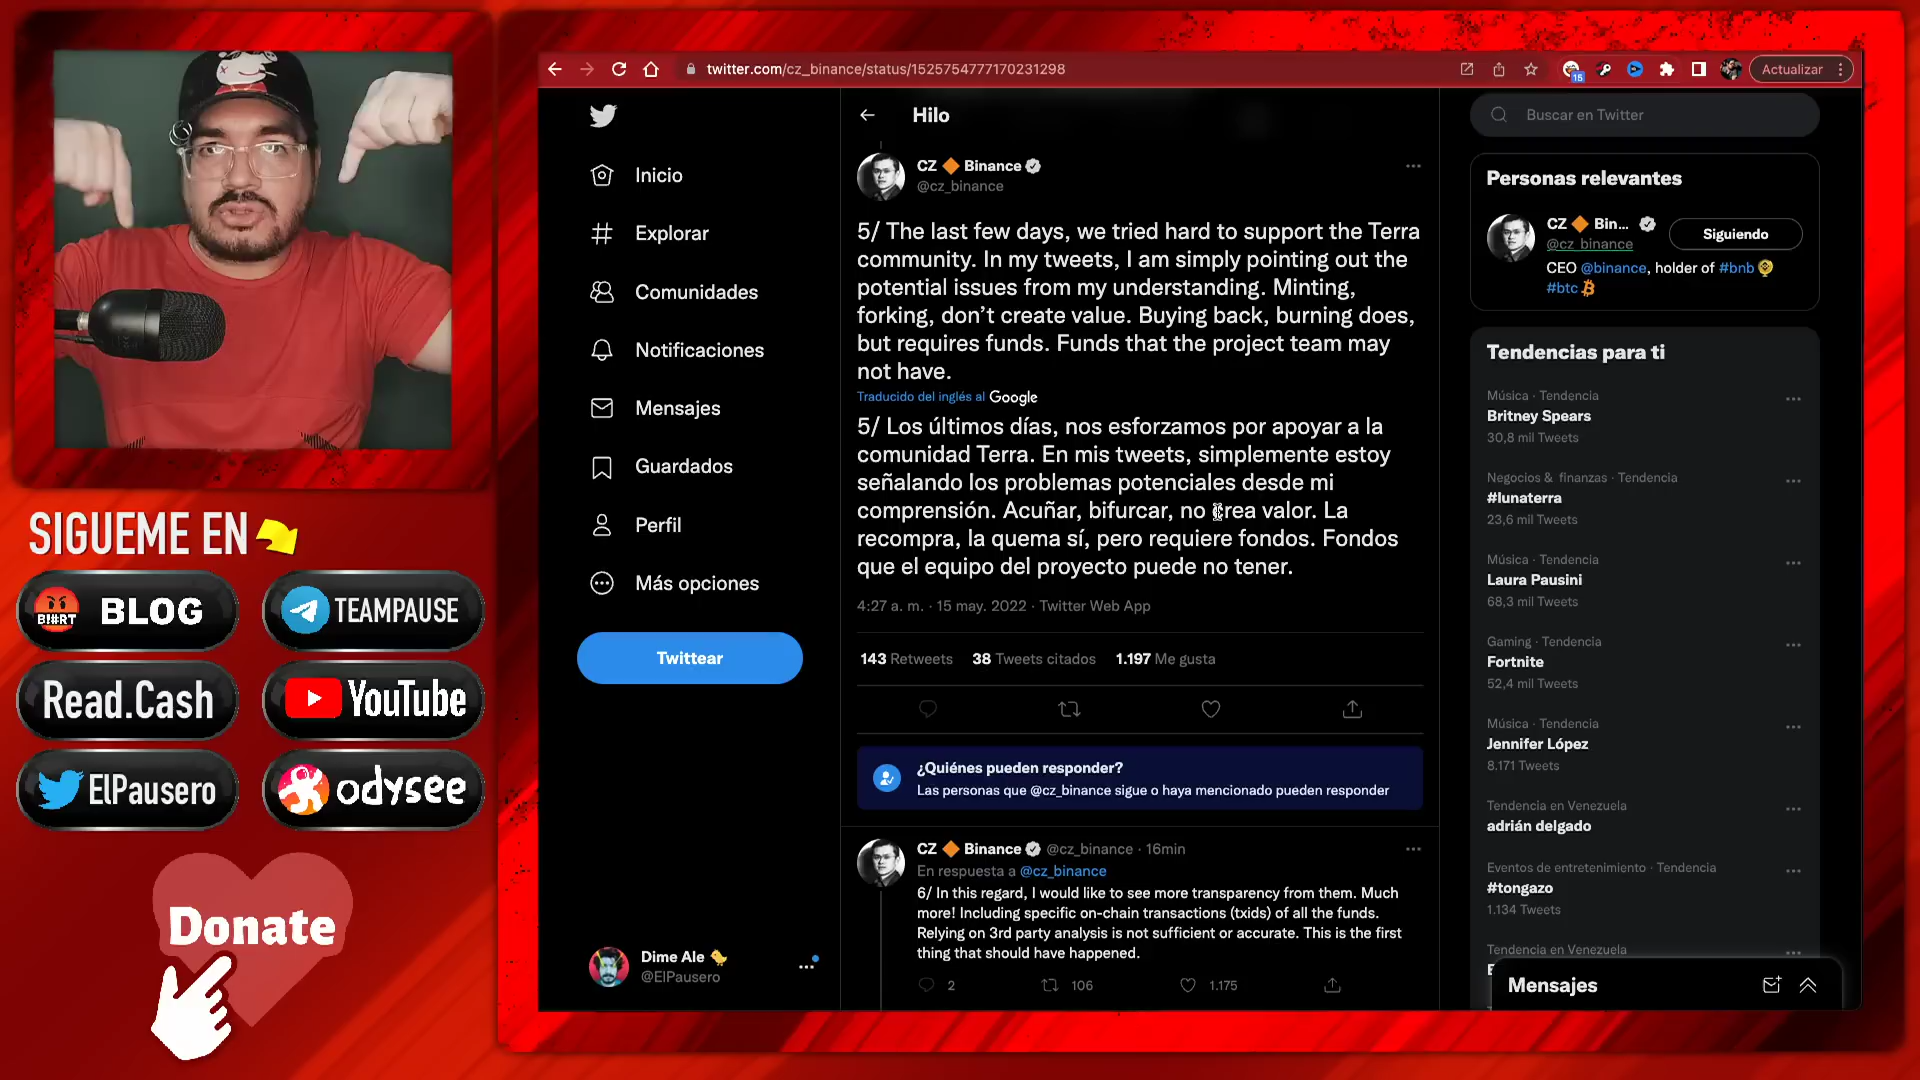 SIGUEME EN
BI#RT
BLOG
TEAMPAUSE
Read.Cash
YouTube
ElPausero
odysee
Donate
twitter.com/cz_binance/status/1525754777170231298
15
Actualizar
Inicio
Explorar
Comunidades
Notificaciones
Mensajes
Guardados
Perfil
Más opciones
Twittear
Dime Ale
@ElPausero
Hilo
CZ Binance
@cz_binance
5/ The last few days, we tried hard to support the Terra
community. In my tweets, I am simply pointing out the
potential issues from my understanding. Minting,
forking, don’t create value. Buying back, burning does,
but requires funds. Funds that the project team may
not have.
Traducido del inglés al Google
5/ Los últimos días, nos esforzamos por apoyar a la
comunidad Terra. En mis tweets, simplemente estoy
señalando los problemas potenciales desde mi
comprensión. Acuñar, bifurcar, no crea valor. La
recompra, la quema sí, pero requiere fondos. Fondos
que el equipo del proyecto puede no tener.
4:27 a. m. · 15 may. 2022 · Twitter Web App
143 Retweets 38 Tweets citados 1.197 Me gusta
¿Quiénes pueden responder?
Las personas que @cz_binance sigue o haya mencionado pueden responder
CZ Binance @cz_binance · 16min
En respuesta a @cz_binance
6/ In this regard, I would like to see more transparency from them. Much
more! Including specific on-chain transactions (txids) of all the funds.
Relying on 3rd party analysis is not sufficient or accurate. This is the first
thing that should have happened.
2 106 1.175
Buscar en Twitter
Personas relevantes
CZ Bin...
@cz_binance
Siguiendo
CEO @binance, holder of #bnb
#btc
Tendencias para ti
Música · Tendencia
Britney Spears
30,8 mil Tweets
Negocios & finanzas · Tendencia
#lunaterra
23,6 mil Tweets
Música · Tendencia
Laura Pausini
68,3 mil Tweets
Gaming · Tendencia
Fortnite
52,4 mil Tweets
Música · Tendencia
Jennifer López
8.171 Tweets
Tendencia en Venezuela
adrián delgado
Eventos de entretenimiento · Tendencia
#tongazo
1.134 Tweets
Tendencia en Venezuela
Mensajes